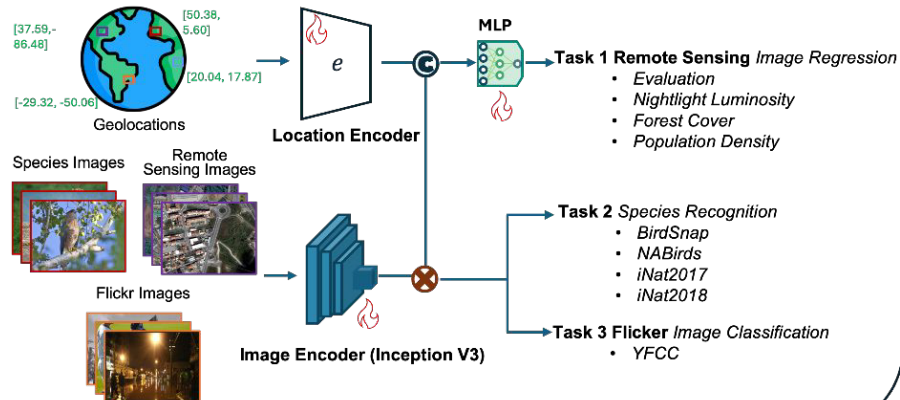 [37.59,-
86.48]
[50.38,
5.60]
[20.04, 17.87]
[-29.32, -50.06]
Geolocations
e
Location Encoder
C
MLP
Task 1 Remote Sensing Image Regression
• Evaluation
• Nightlight Luminosity
• Forest Cover
• Population Density
Species Images
Remote
Sensing Images
Flickr Images
Image Encoder (Inception V3)
Task 2 Species Recognition
• BirdSnap
• NABirds
• iNat2017
• iNat2018
Task 3 Flicker Image Classification
• YFCC